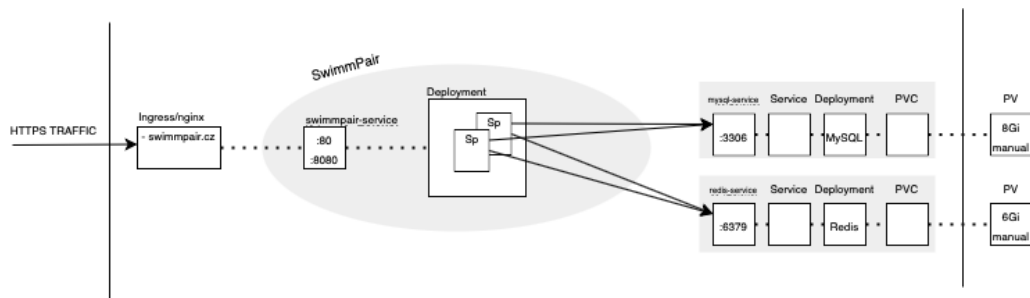 SwimmPair
HTTPS TRAFFIC
Ingress/nginx
- swimmpair.cz
swimmpair-service
:80
:8080
Deployment
Sp
Sp
mysql-service
Service
Deployment
PVC
:3306
MySQL
PV
8Gi
manual
redis-service
Service
Deployment
PVC
:6379
Redis
PV
6Gi
manual